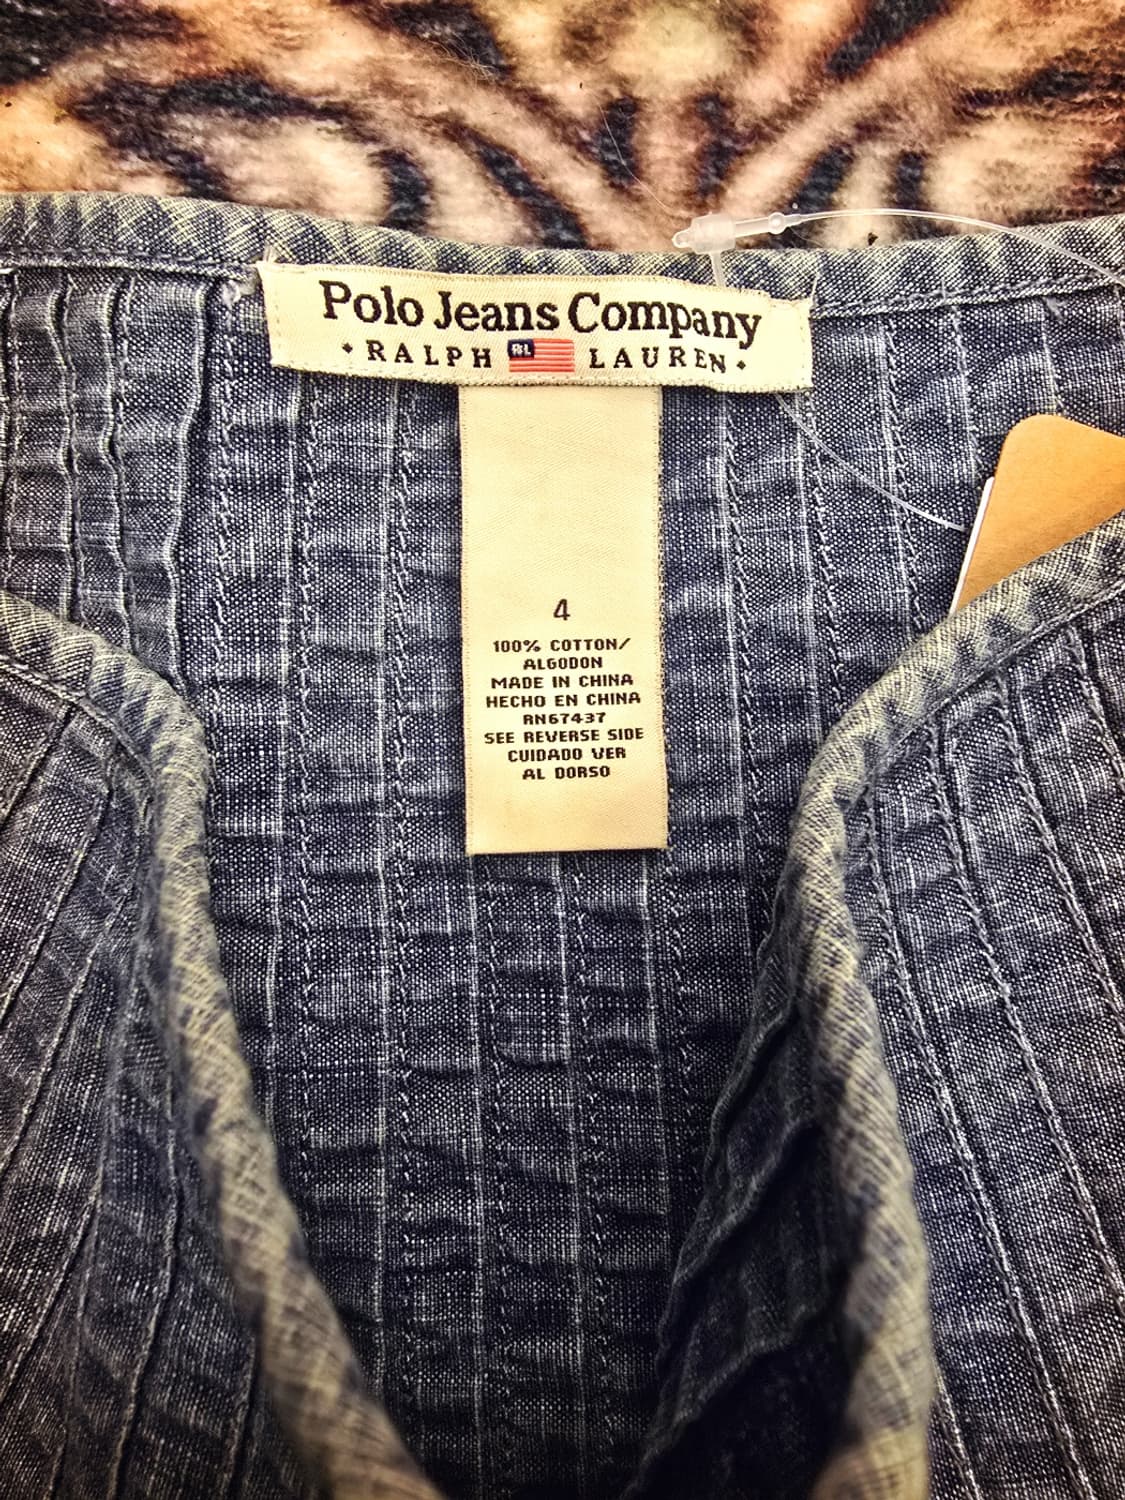 Polo Jeans Company
• RALPH RL LAUREN •
4
100% COTTON/
ALGODON
MADE IN CHINA
HECHO EN CHINA
RN67437
SEE REVERSE SIDE
CUIDADO VER
AL DORSO